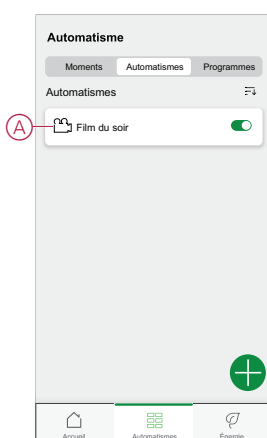 Automatisme
Moments Automatismes Programmes
Automatismes
A Film du soir
Accueil Automatismes Énergie